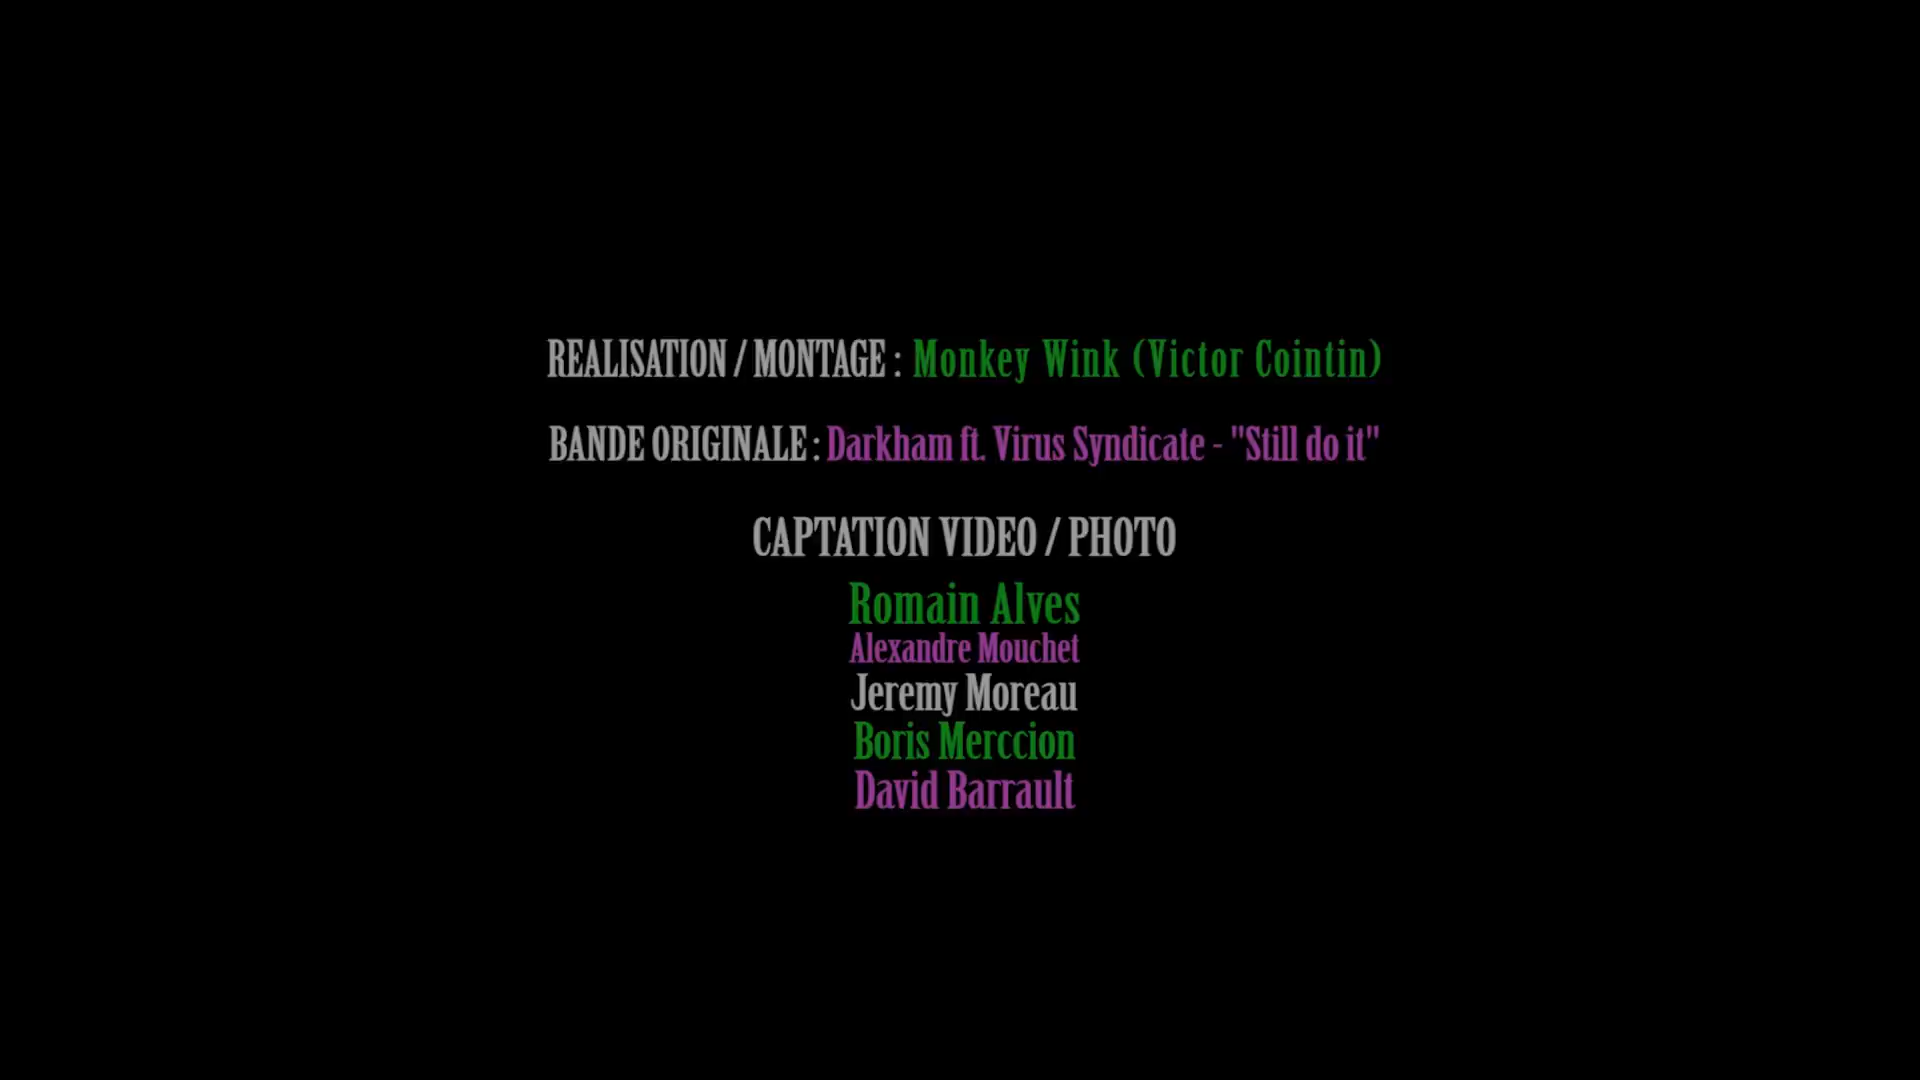 REALISATION / MONTAGE : Monkey Wink (Victor Cointin)
BANDE ORIGINALE : Darkham ft. Virus Syndicate - "Still do it"
CAPTATION VIDEO / PHOTO
Romain Alves
Alexandre Mouchet
Jeremy Moreau
Boris Merccion
David Barrault